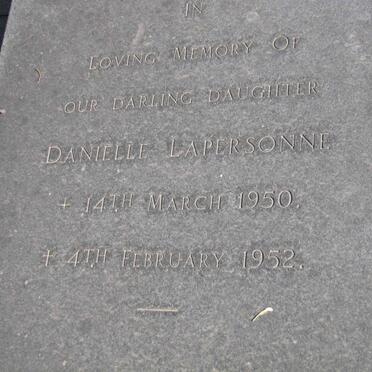 IN
LOVING MEMORY OF
OUR DARLING DAUGHTER
DANIELLE LAPERSONNE
+ 14TH MARCH 1950.
+ 4TH FEBRUARY 1952.